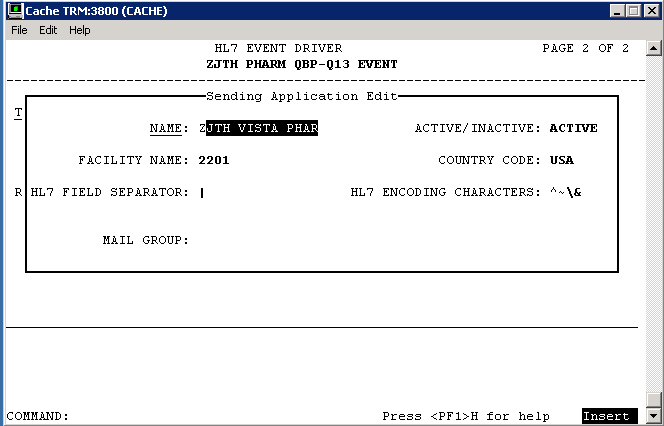 Cache TRM:3800 (CACHE)
File Edit Help
HL7 EVENT DRIVER PAGE 2 OF 2
ZJTH PHARM QBP-Q13 EVENT
Sending Application Edit
T
NAME: ZJTH VISTA PHAR ACTIVE/INACTIVE: ACTIVE
FACILITY NAME: 2201 COUNTRY CODE: USA
R HL7 FIELD SEPARATOR: | HL7 ENCODING CHARACTERS: ^~\&
MAIL GROUP:
COMMAND: Press <PF1>H for help Insert